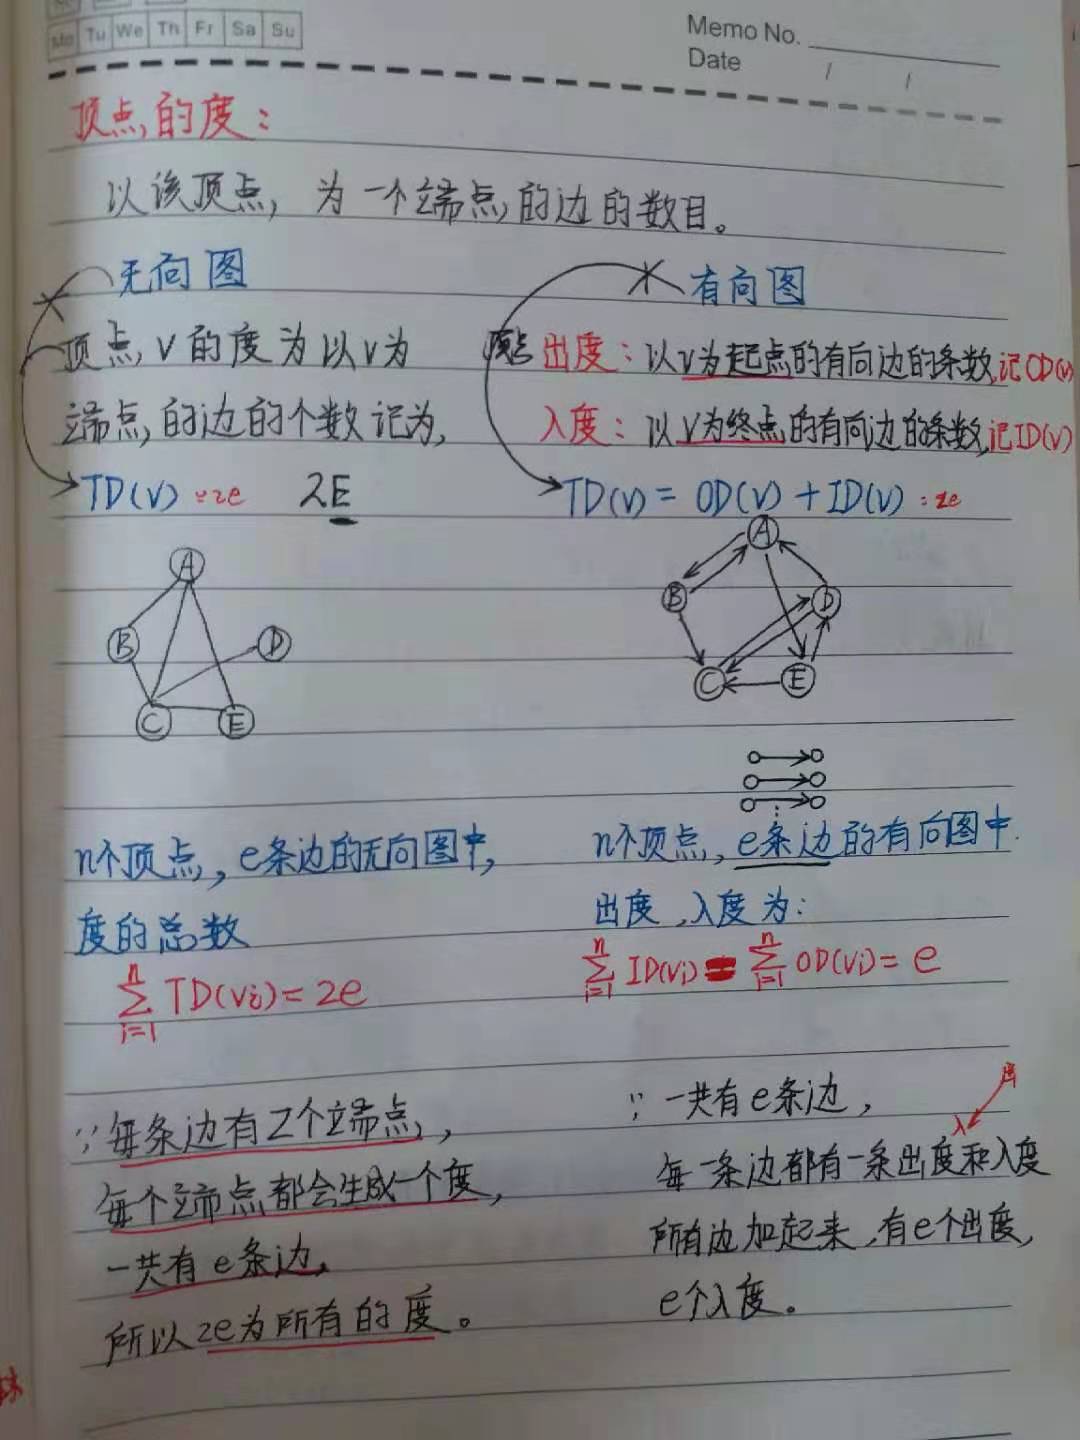 Mo Tu We Th Fr Sa Su
Memo No.
Date / /
顶点的度：
以该顶点，为一个端点的边的数目。
无向图
顶点，V的度为以V为
端点，的边的个数记为，
TD(V) =2e 2E
A
B
D
C
E
n个顶点，e条边的无向图中，
度的总数
n
∑ TD(Vi)=2e
i=1
∵每条边有2个端点，
每个端点都会生成一个度，
一共有e条边，
所以2e为所有的度。
有向图
顶点 出度：以V为起点的有向边的条数，记OD(V)
入度：以V为终点的有向边的条数，记ID(V)
TD(V) = OD(V) + ID(V) =2e
A
B
D
C
E
n个顶点，e条边的有向图中.
出度，入度为：
n n
∑ ID(Vi) = ∑ OD(Vi) = e
i=1 i=1
∵一共有e条边，
出
入
每一条边都有一条出度和入度
所有边加起来，有e个出度，
e个入度。